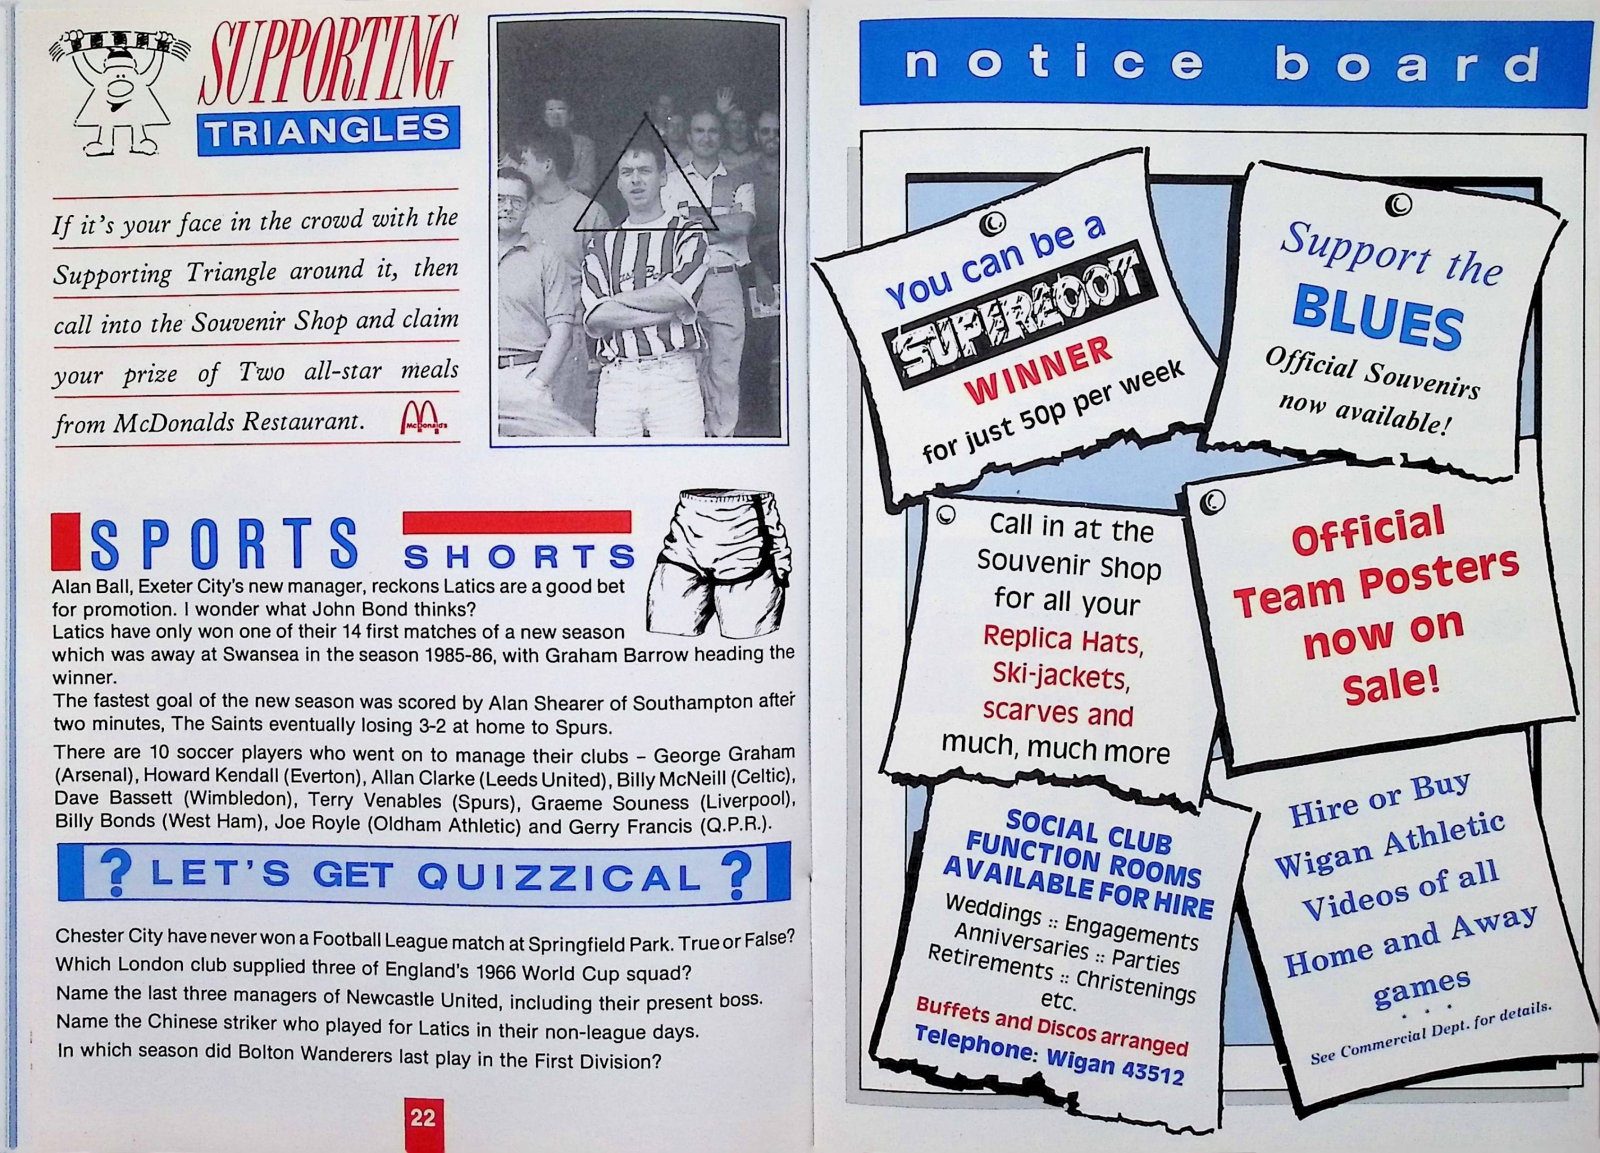 SUPPORTING
TRIANGLES
If it's your face in the crowd with the
Supporting Triangle around it, then
call into the Souvenir Shop and claim
your prize of Two all-star meals
from McDonalds Restaurant.
McDonald's
SPORTS
SHORTS
Alan Ball, Exeter City's new manager, reckons Latics are a good bet
for promotion. I wonder what John Bond thinks?
Latics have only won one of their 14 first matches of a new season
which was away at Swansea in the season 1985-86, with Graham Barrow heading the
winner.
The fastest goal of the new season was scored by Alan Shearer of Southampton after
two minutes, The Saints eventually losing 3-2 at home to Spurs.
There are 10 soccer players who went on to manage their clubs – George Graham
(Arsenal), Howard Kendall (Everton), Allan Clarke (Leeds United), Billy McNeill (Celtic),
Dave Bassett (Wimbledon), Terry Venables (Spurs), Graeme Souness (Liverpool),
Billy Bonds (West Ham), Joe Royle (Oldham Athletic) and Gerry Francis (Q.P.R.).
? LET'S GET QUIZZICAL ?
Chester City have never won a Football League match at Springfield Park. True or False?
Which London club supplied three of England's 1966 World Cup squad?
Name the last three managers of Newcastle United, including their present boss.
Name the Chinese striker who played for Latics in their non-league days.
In which season did Bolton Wanderers last play in the First Division?
22
notice board
You can be a
SUPERLOOT
WINNER
for just 50p per week
Support the
BLUES
Official Souvenirs
now available!
Call in at the
Souvenir Shop
for all your
Replica Hats,
Ski-jackets,
scarves and
much, much more
Official
Team Posters
now on
Sale!
SOCIAL CLUB
FUNCTION ROOMS
AVAILABLE FOR HIRE
Weddings :: Engagements
Anniversaries :: Parties
Retirements :: Christenings
etc.
Buffets and Discos arranged
Telephone: Wigan 43512
Hire or Buy
Wigan Athletic
Videos of all
Home and Away
games
. . .
See Commercial Dept. for details.